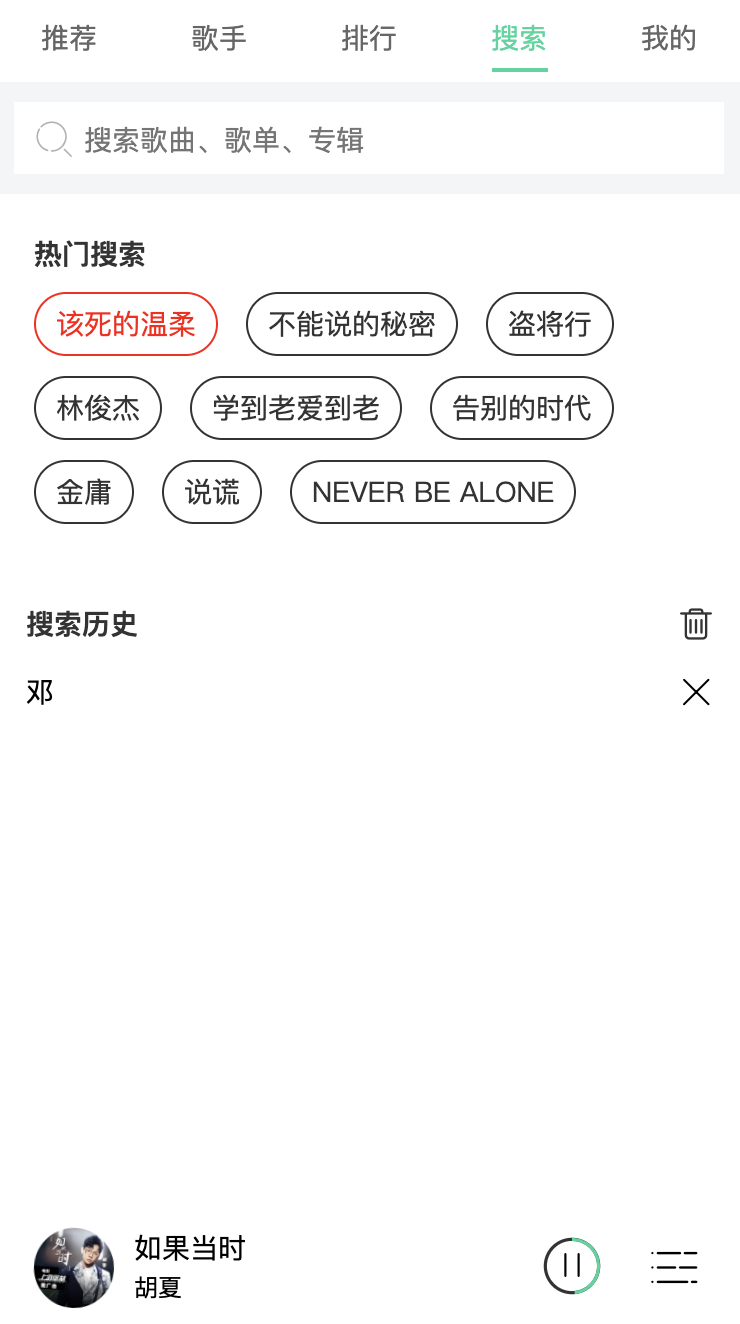 推荐 歌手 排行 搜索 我的
搜索歌曲、歌单、专辑
热门搜索
该死的温柔 不能说的秘密 盗将行
林俊杰 学到老爱到老 告别的时代
金庸 说谎 NEVER BE ALONE
搜索历史
邓
如果当时
胡夏